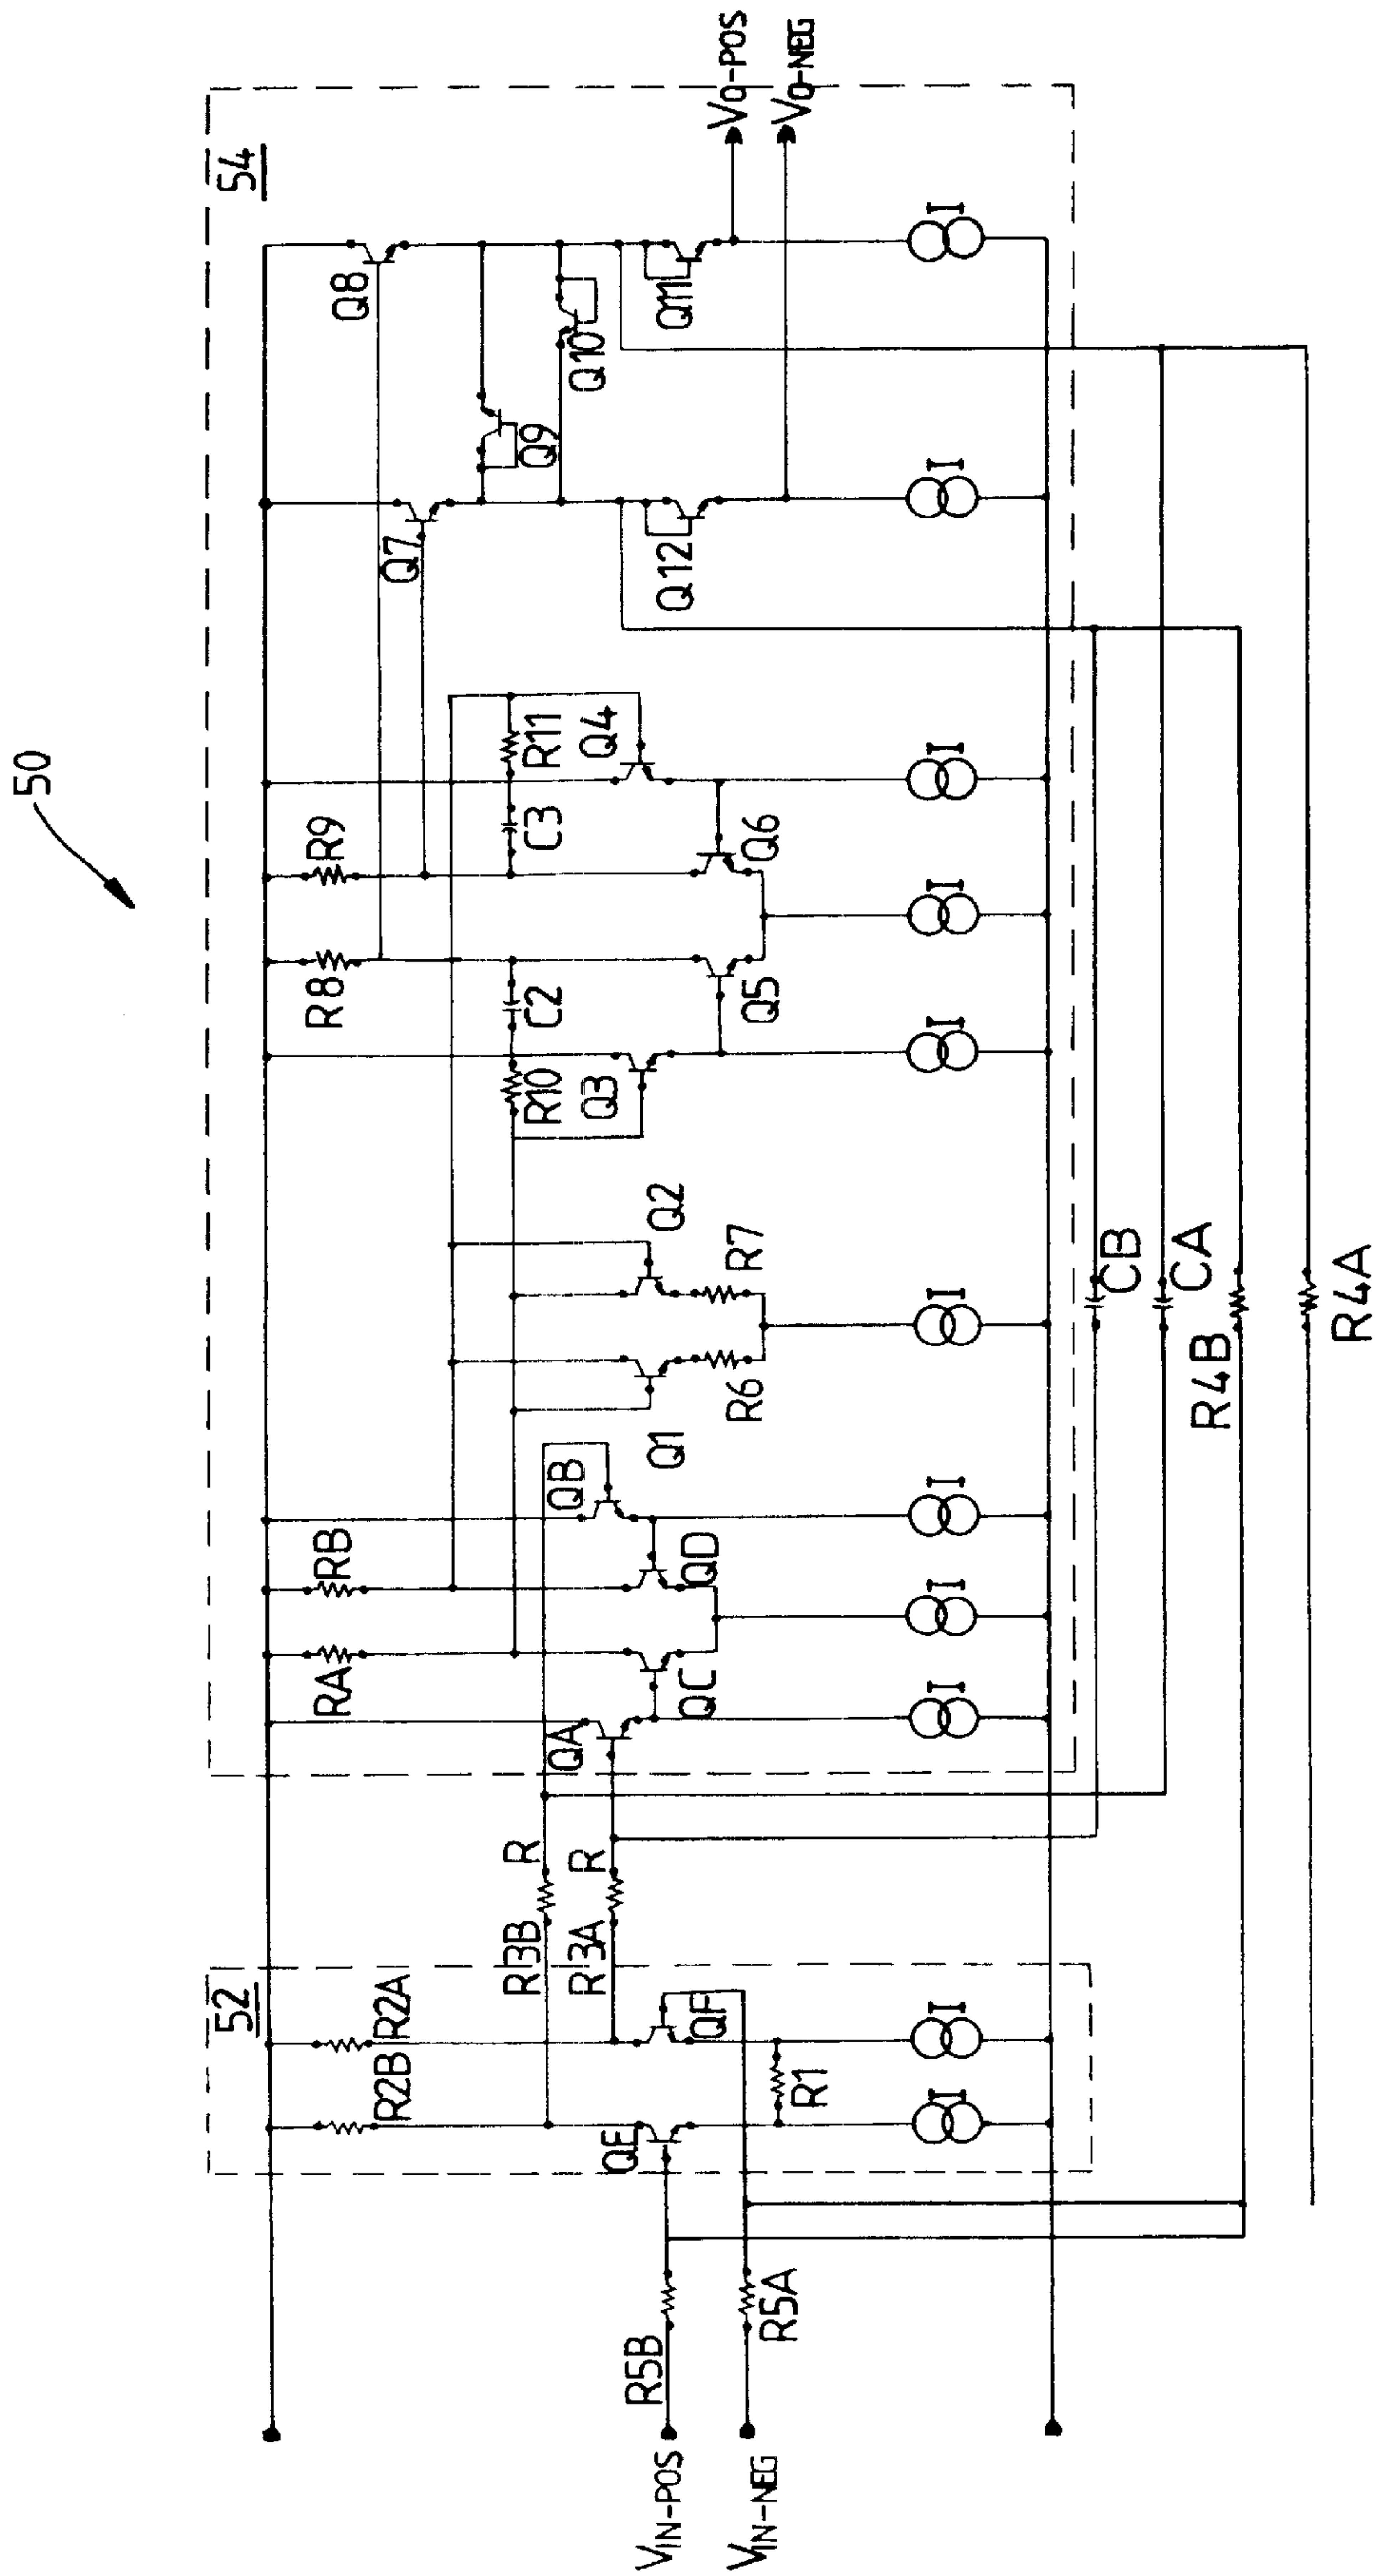 50
54
52
Q8
Q7
Q9
Q10
Q11
Q12
VO-POS
VO-NEG
R9
R8
R11
C3
C2
R10
Q4
Q3
Q6
Q5
Q2
Q1
R7
R6
RB
RA
QB
QA
QD
QC
R
R
R3B
R3A
R2A
R2B
QF
QE
R1
I
I
I
I
I
I
I
I
I
I
I
I
CB
CA
R4B
R4A
R5B
R5A
VIN-POS
VIN-NEG